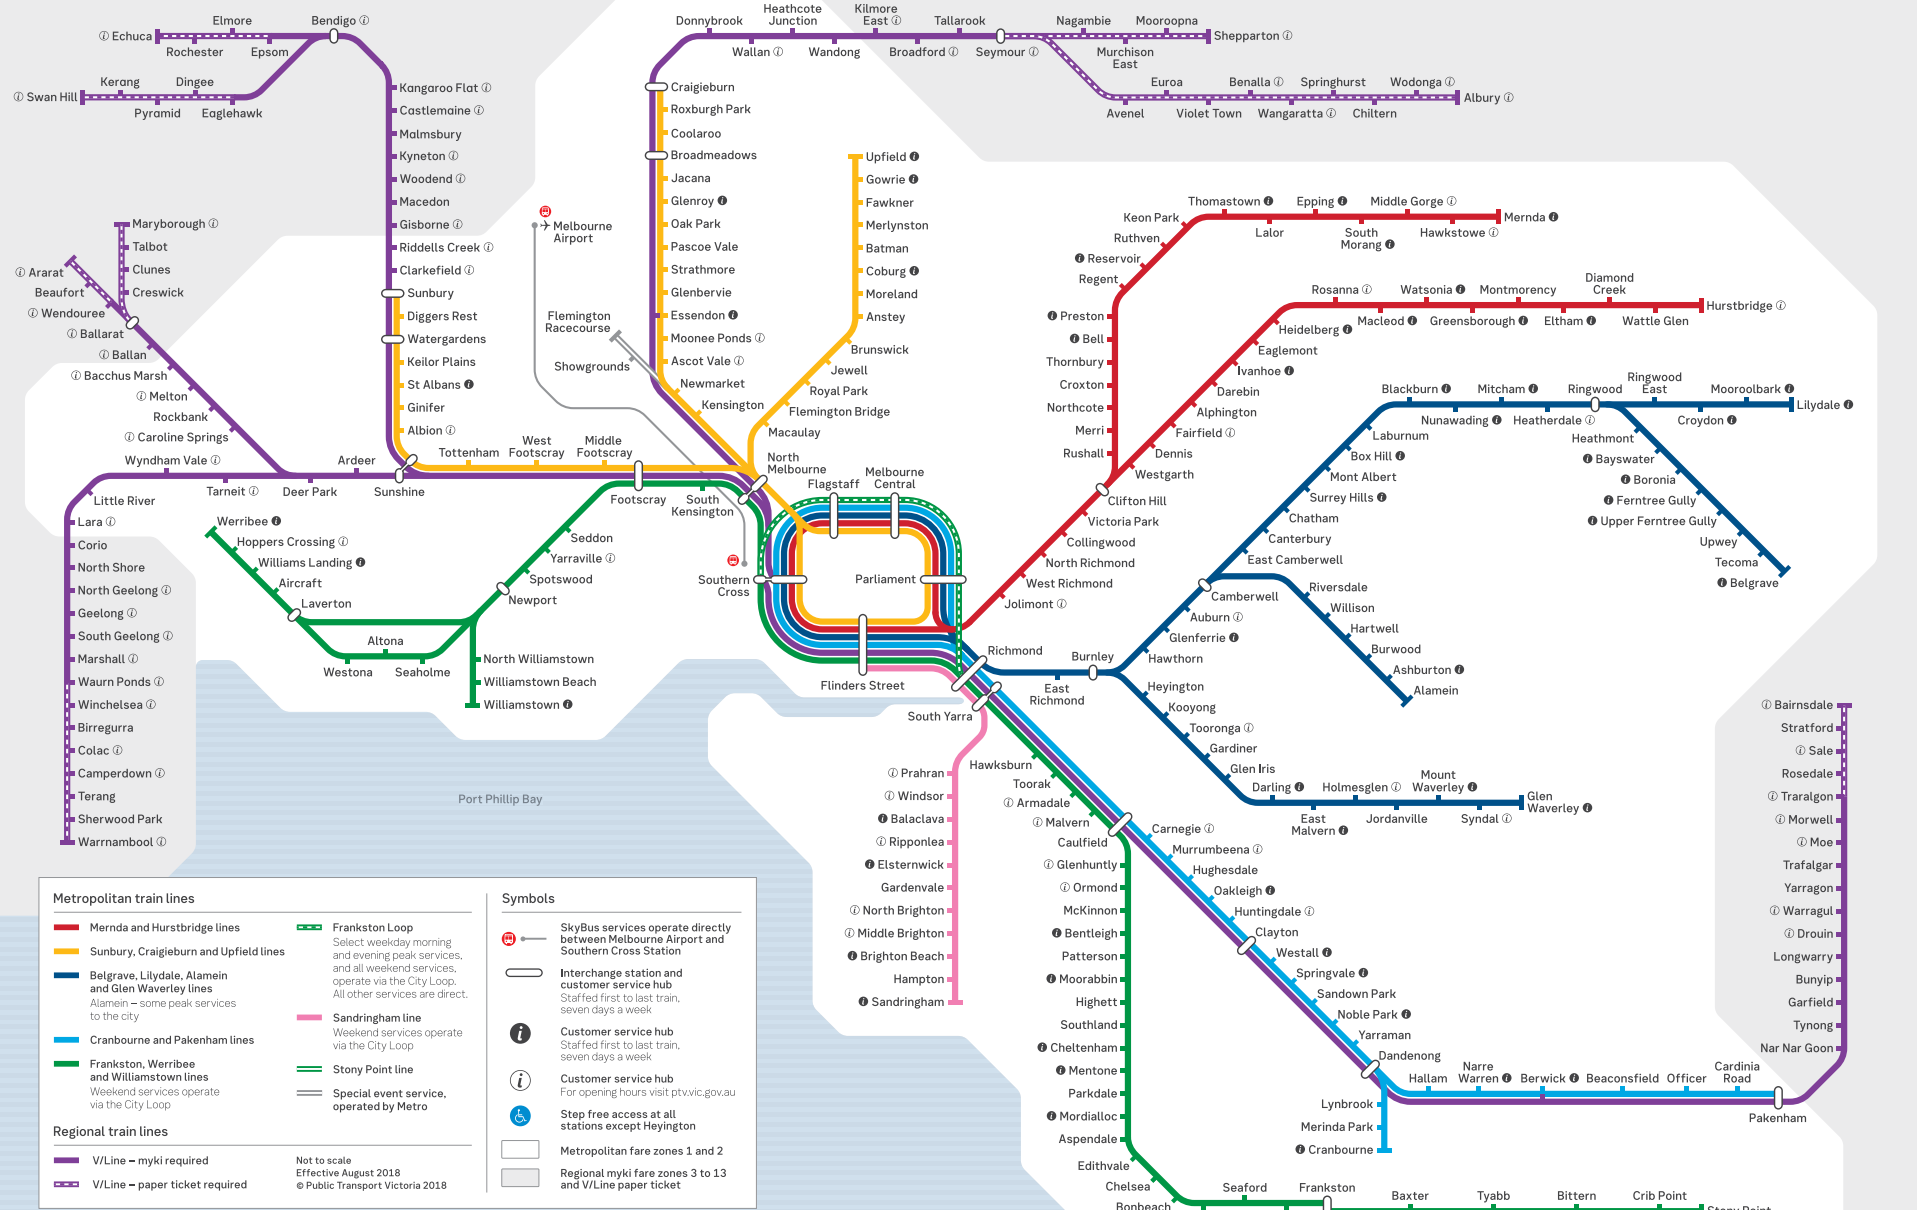 Echuca
Elmore
Rochester
Epsom
Bendigo
Swan Hill
Kerang
Dingee
Pyramid
Eaglehawk
Kangaroo Flat
Castlemaine
Malmsbury
Kyneton
Woodend
Macedon
Gisborne
Riddells Creek
Clarkefield
Sunbury
Diggers Rest
Watergardens
Keilor Plains
St Albans
Ginifer
Albion
Maryborough
Talbot
Clunes
Creswick
Ararat
Beaufort
Wendouree
Ballarat
Ballan
Bacchus Marsh
Melton
Rockbank
Caroline Springs
Wyndham Vale
Ardeer
Tarneit
Deer Park
Sunshine
Little River
Lara
Corio
North Shore
North Geelong
Geelong
South Geelong
Marshall
Waurn Ponds
Winchelsea
Birregurra
Colac
Camperdown
Terang
Sherwood Park
Warrnambool
Werribee
Hoppers Crossing
Williams Landing
Aircraft
Laverton
Altona
Westona
Seaholme
North Williamstown
Williamstown Beach
Williamstown
Newport
Spotswood
Yarraville
Seddon
Tottenham
West
Footscray
Middle
Footscray
Footscray
South
Kensington
Donnybrook
Heathcote
Junction
Kilmore
East
Tallarook
Wallan
Wandong
Broadford
Seymour
Nagambie
Mooroopna
Murchison
East
Shepparton
Euroa
Benalla
Springhurst
Wodonga
Avenel
Violet Town
Wangaratta
Chiltern
Albury
Craigieburn
Roxburgh Park
Coolaroo
Broadmeadows
Jacana
Glenroy
Oak Park
Pascoe Vale
Strathmore
Glenbervie
Essendon
Moonee Ponds
Ascot Vale
Newmarket
Kensington
Melbourne
Airport
Flemington
Racecourse
Showgrounds
Upfield
Gowrie
Fawkner
Merlynston
Batman
Coburg
Moreland
Anstey
Brunswick
Jewell
Royal Park
Flemington Bridge
Macaulay
North
Melbourne
Flagstaff
Melbourne
Central
Southern
Cross
Parliament
Flinders Street
Richmond
South Yarra
Thomastown
Epping
Middle Gorge
Mernda
Keon Park
Lalor
South
Morang
Hawkstowe
Ruthven
Reservoir
Regent
Preston
Bell
Thornbury
Croxton
Northcote
Merri
Rushall
Rosanna
Watsonia
Montmorency
Diamond
Creek
Hurstbridge
Macleod
Greensborough
Eltham
Wattle Glen
Heidelberg
Eaglemont
Ivanhoe
Darebin
Alphington
Fairfield
Dennis
Westgarth
Clifton Hill
Victoria Park
Collingwood
North Richmond
West Richmond
Jolimont
Blackburn
Mitcham
Ringwood
Ringwood
East
Mooroolbark
Lilydale
Nunawading
Heatherdale
Croydon
Laburnum
Box Hill
Mont Albert
Surrey Hills
Chatham
Canterbury
East Camberwell
Camberwell
Auburn
Glenferrie
Hawthorn
Burnley
East
Richmond
Heathmont
Bayswater
Boronia
Ferntree Gully
Upper Ferntree Gully
Upwey
Tecoma
Belgrave
Riversdale
Willison
Hartwell
Burwood
Ashburton
Alamein
Heyington
Kooyong
Tooronga
Gardiner
Glen Iris
Darling
Holmesglen
Mount
Waverley
Glen
Waverley
East
Malvern
Jordanville
Syndal
Hawksburn
Toorak
Armadale
Malvern
Caulfield
Prahran
Windsor
Balaclava
Ripponlea
Elsternwick
Gardenvale
North Brighton
Middle Brighton
Brighton Beach
Hampton
Sandringham
Glenhuntly
Ormond
McKinnon
Bentleigh
Patterson
Moorabbin
Highett
Southland
Cheltenham
Mentone
Parkdale
Mordialloc
Aspendale
Edithvale
Chelsea
Bonbeach
Seaford
Frankston
Baxter
Tyabb
Bittern
Crib Point
Stony Point
Carnegie
Murrumbeena
Hughesdale
Oakleigh
Huntingdale
Clayton
Westall
Springvale
Sandown Park
Noble Park
Yarraman
Dandenong
Hallam
Narre
Warren
Berwick
Beaconsfield
Officer
Cardinia
Road
Pakenham
Lynbrook
Merinda Park
Cranbourne
Bairnsdale
Stratford
Sale
Rosedale
Traralgon
Morwell
Moe
Trafalgar
Yarragon
Warragul
Drouin
Longwarry
Bunyip
Garfield
Tynong
Nar Nar Goon
Port Phillip Bay
Metropolitan train lines
Mernda and Hurstbridge lines
Sunbury, Craigieburn and Upfield lines
Belgrave, Lilydale, Alamein
and Glen Waverley lines
Alamein – some peak services
to the city
Cranbourne and Pakenham lines
Frankston, Werribee
and Williamstown lines
Weekend services operate
via the City Loop
Frankston Loop
Select weekday morning
and evening peak services,
and all weekend services,
operate via the City Loop.
All other services are direct.
Sandringham line
Weekend services operate
via the City Loop
Stony Point line
Special event service,
operated by Metro
Regional train lines
V/Line – myki required
V/Line – paper ticket required
Not to scale
Effective August 2018
© Public Transport Victoria 2018
Symbols
SkyBus services operate directly
between Melbourne Airport and
Southern Cross Station
Interchange station and
customer service hub
Staffed first to last train,
seven days a week
Customer service hub
Staffed first to last train,
seven days a week
Customer service hub
For opening hours visit ptv.vic.gov.au
Step free access at all
stations except Heyington
Metropolitan fare zones 1 and 2
Regional myki fare zones 3 to 13
and V/Line paper ticket